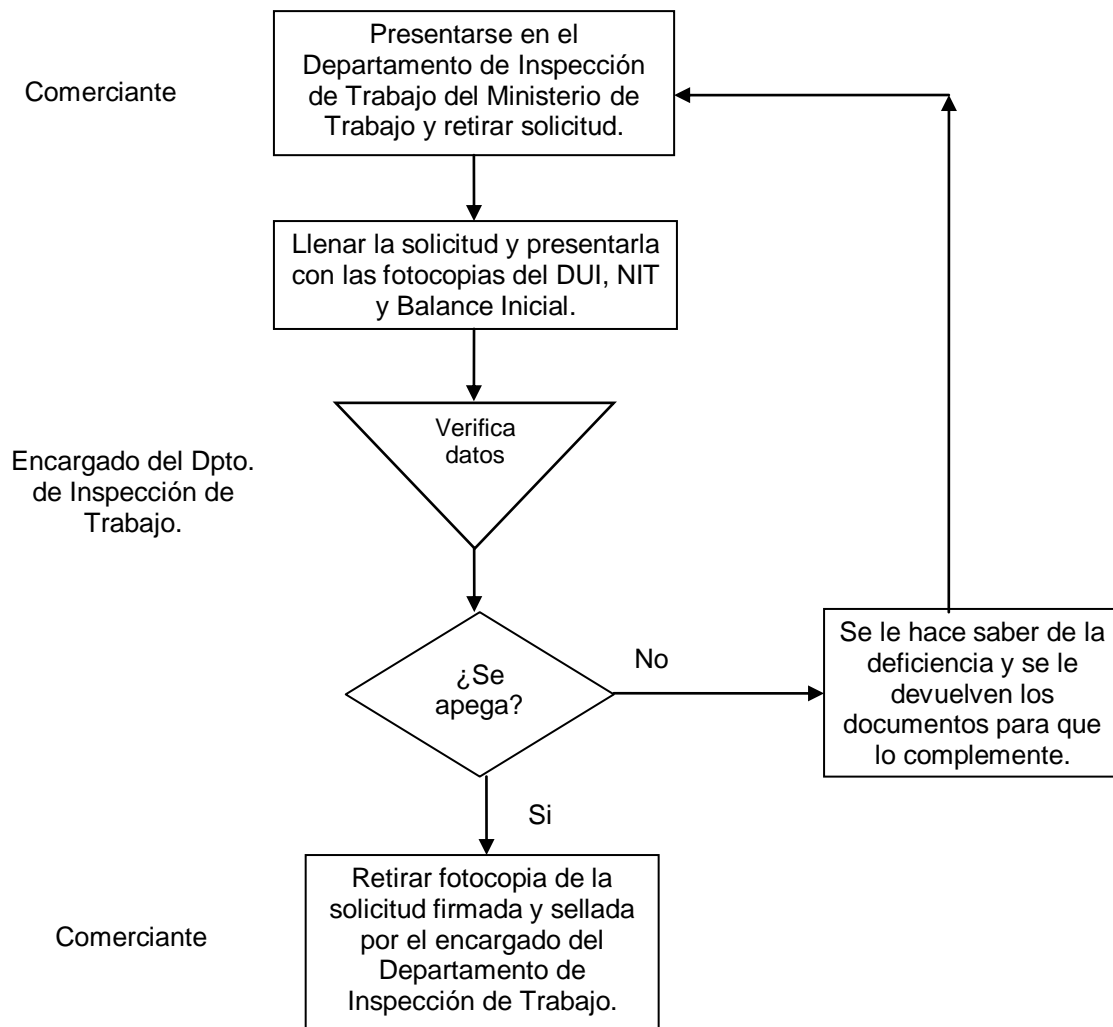 Presentarse en el
Departamento de Inspección
de Trabajo del Ministerio de
Trabajo y retirar solicitud.
Comerciante
Llenar la solicitud y presentarla
con las fotocopias del DUI, NIT
y Balance Inicial.
Verifica
datos
Encargado del Dpto.
de Inspección de
Trabajo.
¿Se
apega?
No
Se le hace saber de la
deficiencia y se le
devuelven los
documentos para que
lo complemente.
Si
Retirar fotocopia de la
solicitud firmada y sellada
por el encargado del
Departamento de
Inspección de Trabajo.
Comerciante